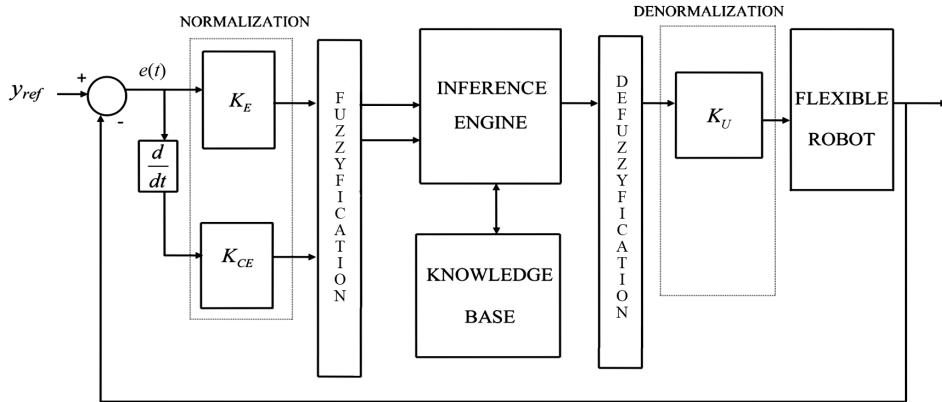 NORMALIZATION
DENORMALIZATION
y_ref
+
-
e(t)
d
dt
K_E
K_CE
FUZZYFICATION
INFERENCE
ENGINE
KNOWLEDGE
BASE
DEFUZZYFICATION
K_U
FLEXIBLE
ROBOT